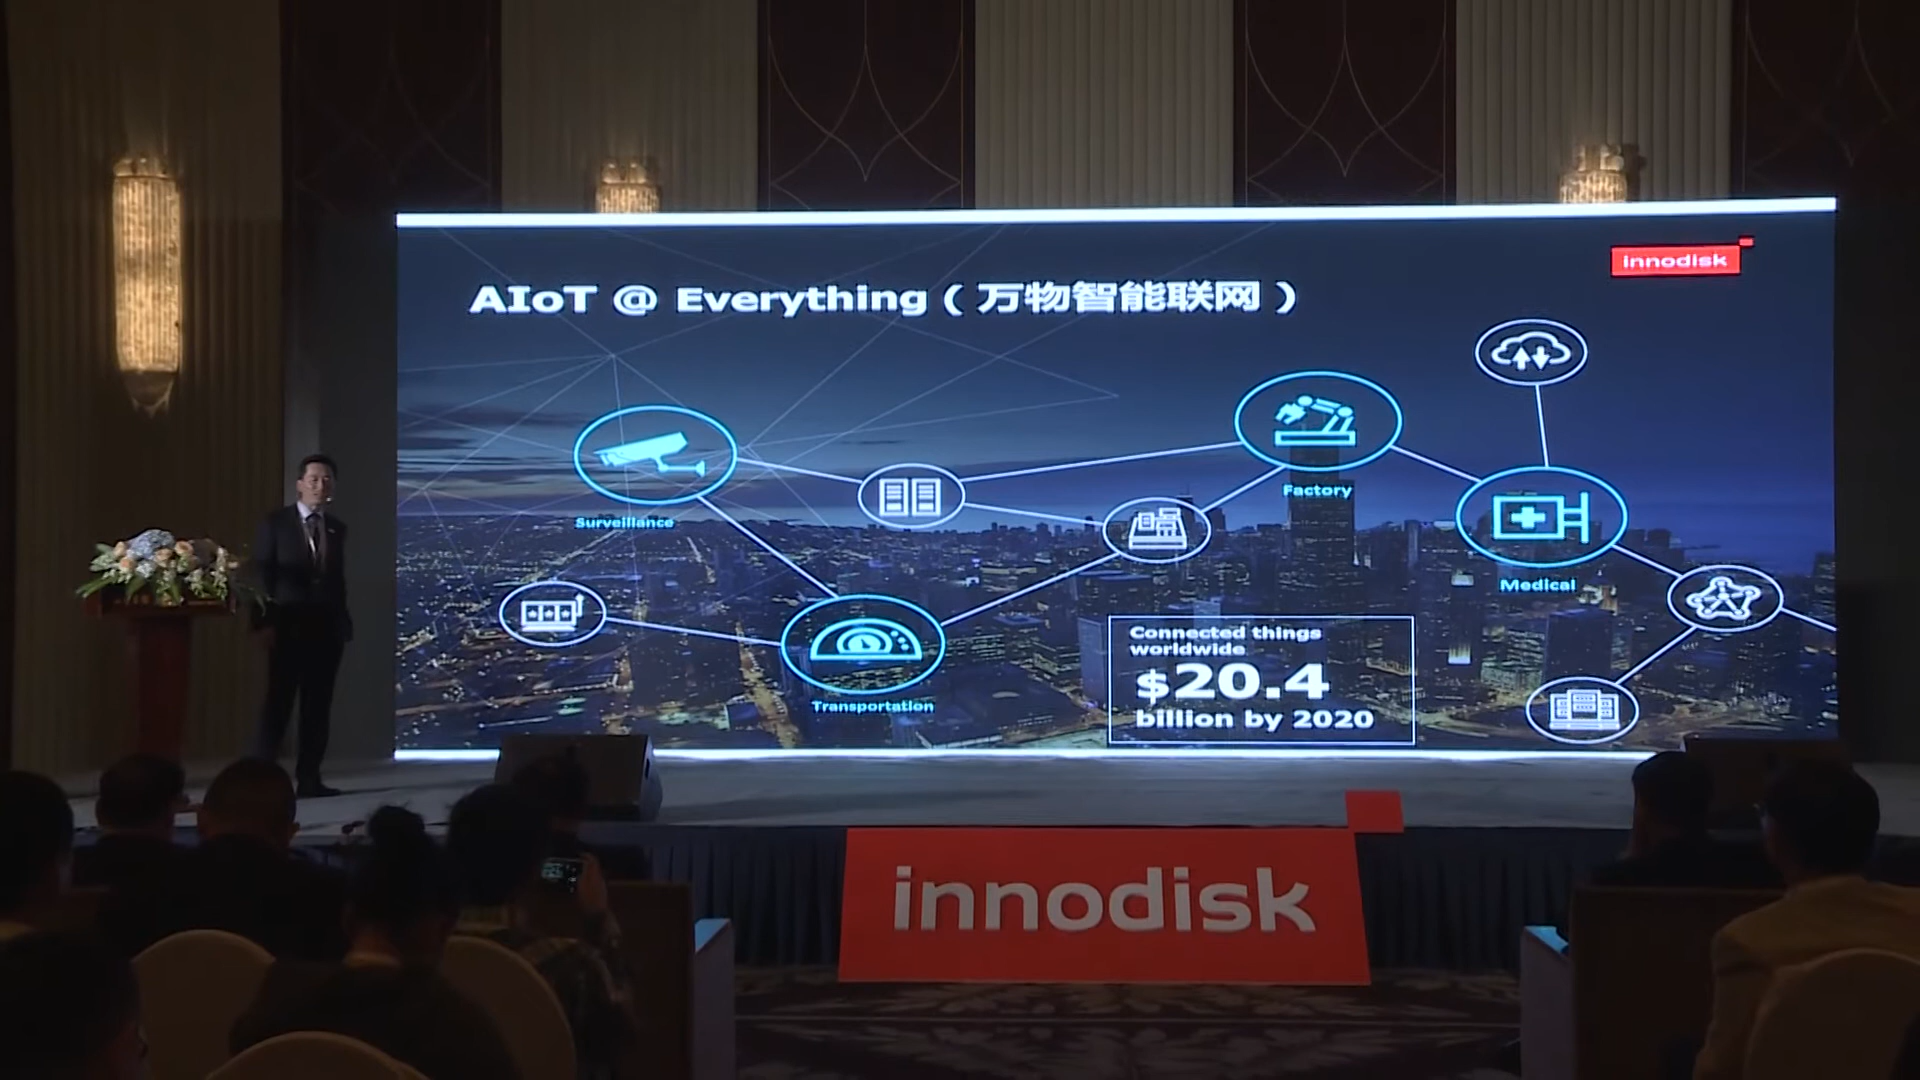 innodisk
AIoT @ Everything（万物智能联网）
Surveillance
Factory
Medical
Transportation
Connected things
worldwide
$20.4
billion by 2020
innodisk